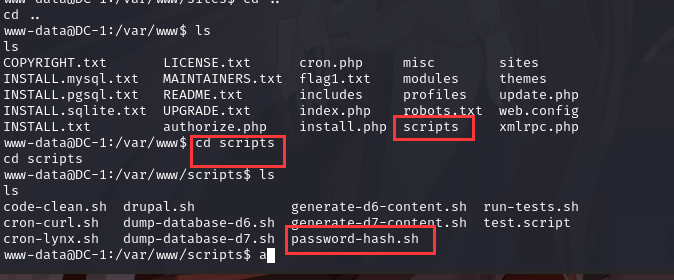 www-data@DC-1:/var/www/sites$ cd ..
cd ..
www-data@DC-1:/var/www$ ls
ls
COPYRIGHT.txt LICENSE.txt cron.php misc sites
INSTALL.mysql.txt MAINTAINERS.txt flag1.txt modules themes
INSTALL.pgsql.txt README.txt includes profiles update.php
INSTALL.sqlite.txt UPGRADE.txt index.php robots.txt web.config
INSTALL.txt authorize.php install.php scripts xmlrpc.php
www-data@DC-1:/var/www$ cd scripts
cd scripts
www-data@DC-1:/var/www/scripts$ ls
ls
code-clean.sh drupal.sh generate-d6-content.sh run-tests.sh
cron-curl.sh dump-database-d6.sh generate-d7-content.sh test.script
cron-lynx.sh dump-database-d7.sh password-hash.sh
www-data@DC-1:/var/www/scripts$ a